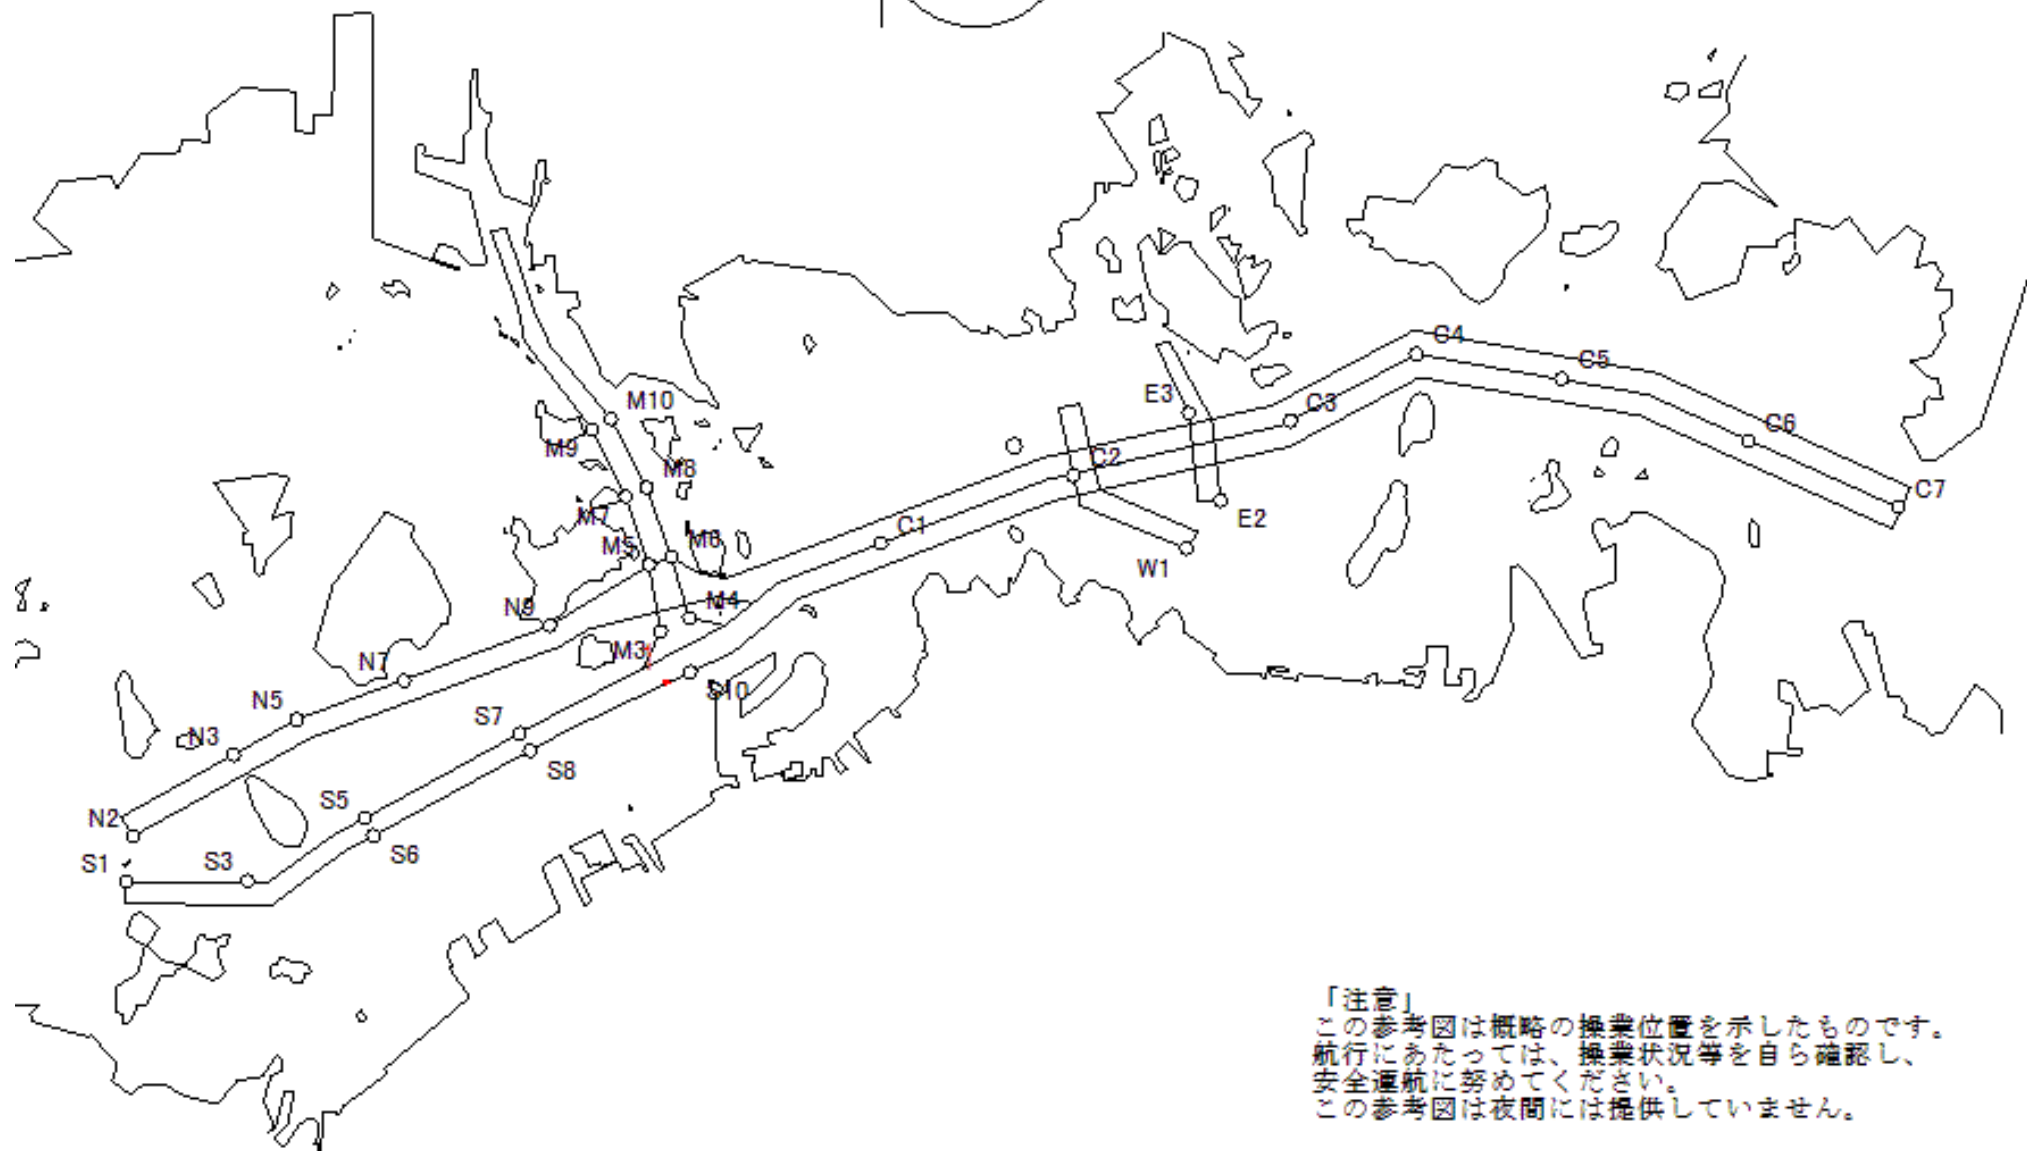 C4
C5
M10
E3
C3
C6
M9
M8
C2
C7
M7
C1
E2
M5
M6
W1
N9
M4
M3
N7
S10
N5
S7
N3
S8
S5
N2
S6
S1
S3
「注意」
この参考図は概略の操業位置を示したものです。
航行にあたっては、操業状況等を自ら確認し、
安全運航に努めてください。
この参考図は夜間には提供していません。